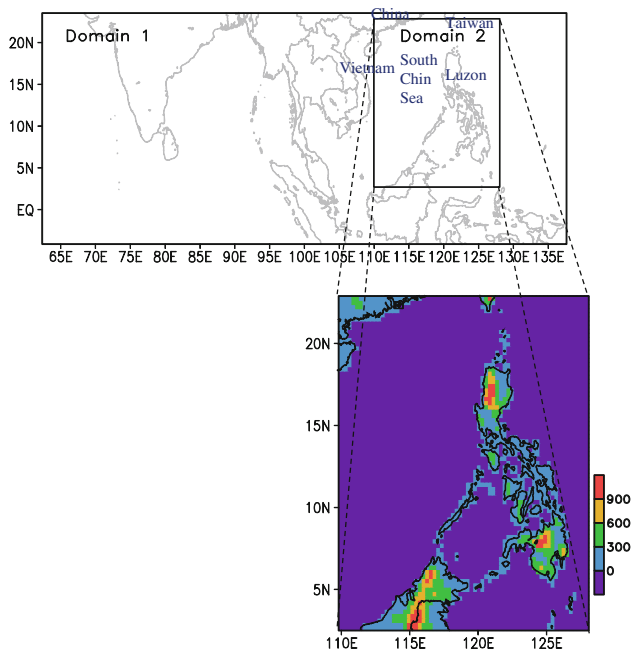 China
20N
Domain 1
Domain 2
Taiwan
Vietnam
South
Chin
Sea
Luzon
15N
10N
5N
EQ
65E 70E 75E 80E 85E 90E 95E 100E 105E 110E 115E 120E 125E 130E 135E
20N
15N
10N
5N
900
600
300
0
110E 115E 120E 125E